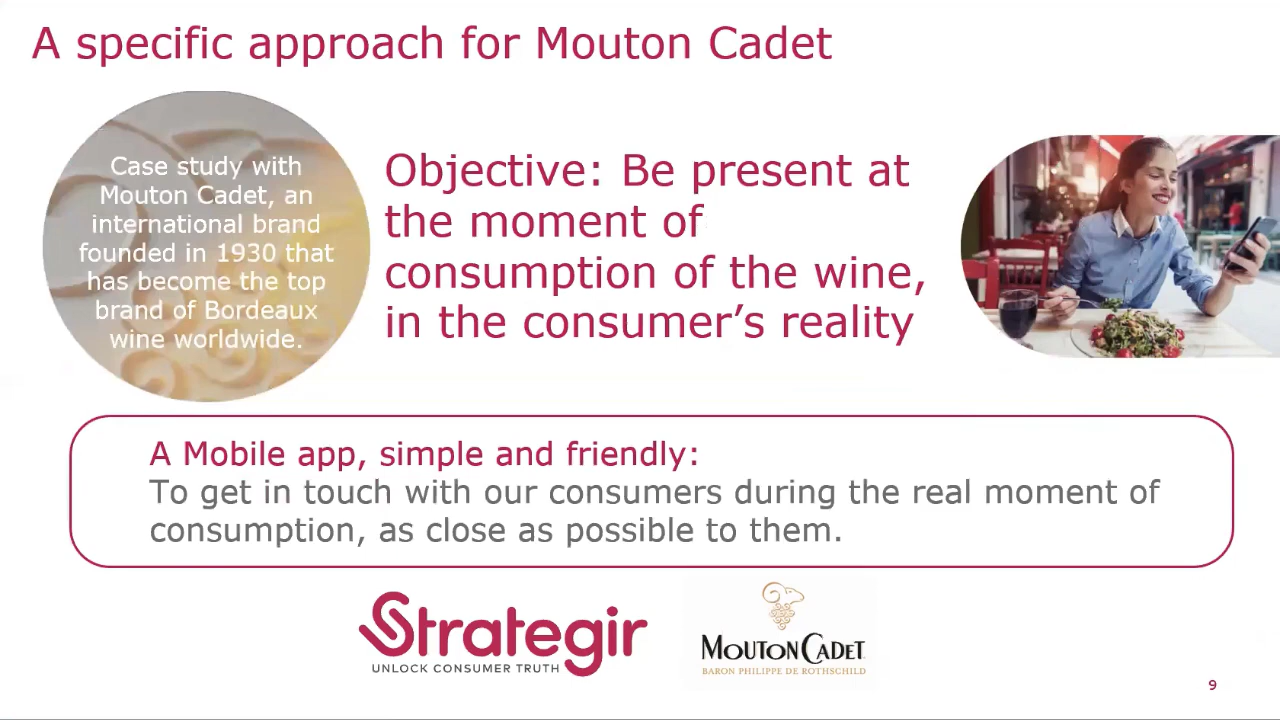 A specific approach for Mouton Cadet
Case study with
Mouton Cadet, an
international brand
founded in 1930 that
has become the top
brand of Bordeaux
wine worldwide.
Objective: Be present at
the moment of
consumption of the wine,
in the consumer’s reality
A Mobile app, simple and friendly:
To get in touch with our consumers during the real moment of
consumption, as close as possible to them.
Strategir
UNLOCK CONSUMER TRUTH
MOUTON CADET
BARON PHILIPPE DE ROTHSCHILD
9